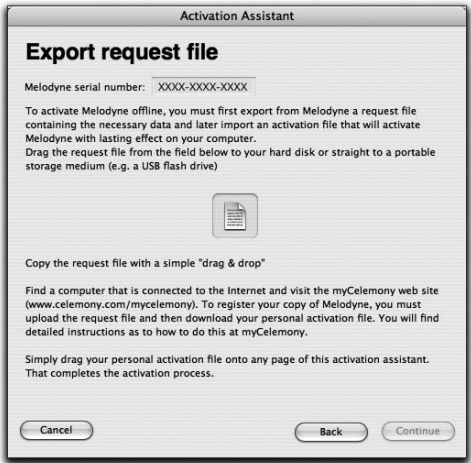 Activation Assistant
Export request file
Melodyne serial number: XXXX-XXXX-XXXX
To activate Melodyne offline, you must first export from Melodyne a request file
containing the necessary data and later import an activation file that will activate
Melodyne with lasting effect on your computer.
Drag the request file from the field below to your hard disk or straight to a portable
storage medium (e.g. a USB flash drive)
Copy the request file with a simple "drag & drop"
Find a computer that is connected to the Internet and visit the myCelemony web site
(www.celemony.com/mycelemony). To register your copy of Melodyne, you must
upload the request file and then download your personal activation file. You will find
detailed instructions as to how to do this at myCelemony.
Simply drag your personal activation file onto any page of this activation assistant.
That completes the activation process.
Cancel Back Continue